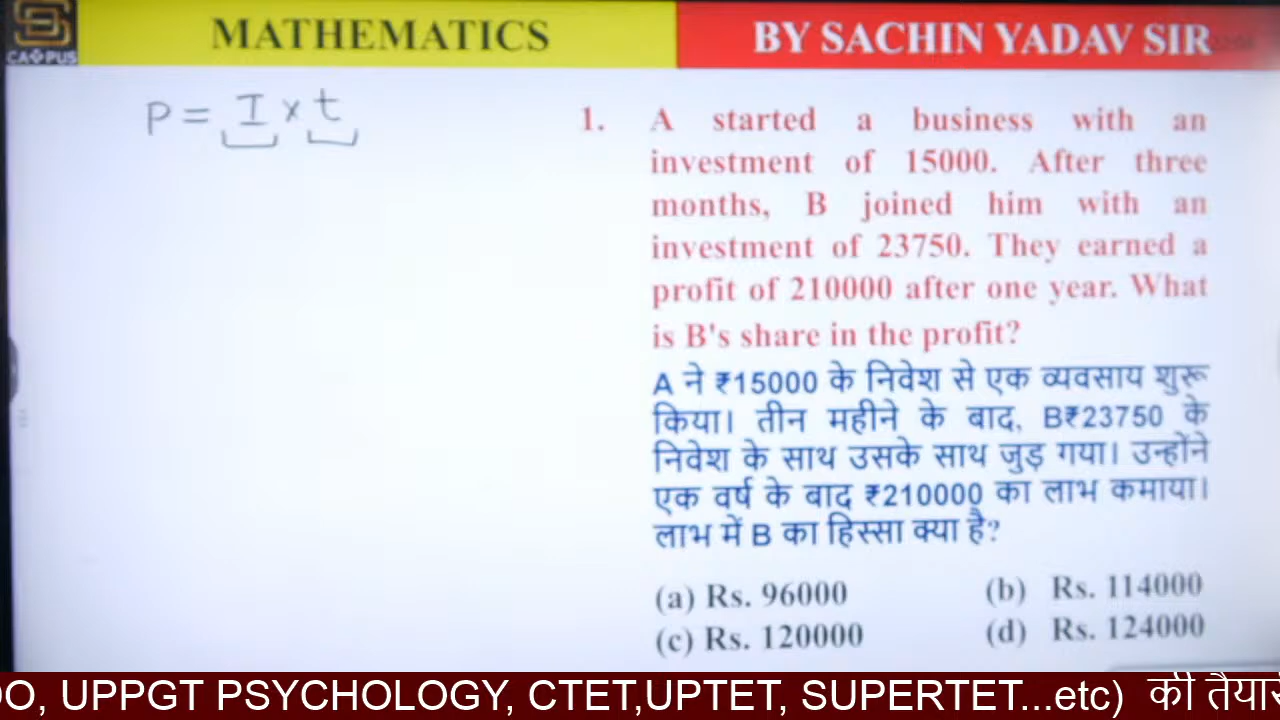 CAMPUS
MATHEMATICS
BY SACHIN YADAV SIR
P = I × t
1. A started a business with an
investment of 15000. After three
months, B joined him with an
investment of 23750. They earned a
profit of 210000 after one year. What
is B's share in the profit?
A ने ₹15000 के निवेश से एक व्यवसाय शुरू
किया। तीन महीने के बाद, B₹23750 के
निवेश के साथ उसके साथ जुड़ गया। उन्होंने
एक वर्ष के बाद ₹210000 का लाभ कमाया।
लाभ में B का हिस्सा क्या है?
(a) Rs. 96000 (b) Rs. 114000
(c) Rs. 120000 (d) Rs. 124000
DO, UPPGT PSYCHOLOGY, CTET,UPTET, SUPERTET...etc) की तैयारी